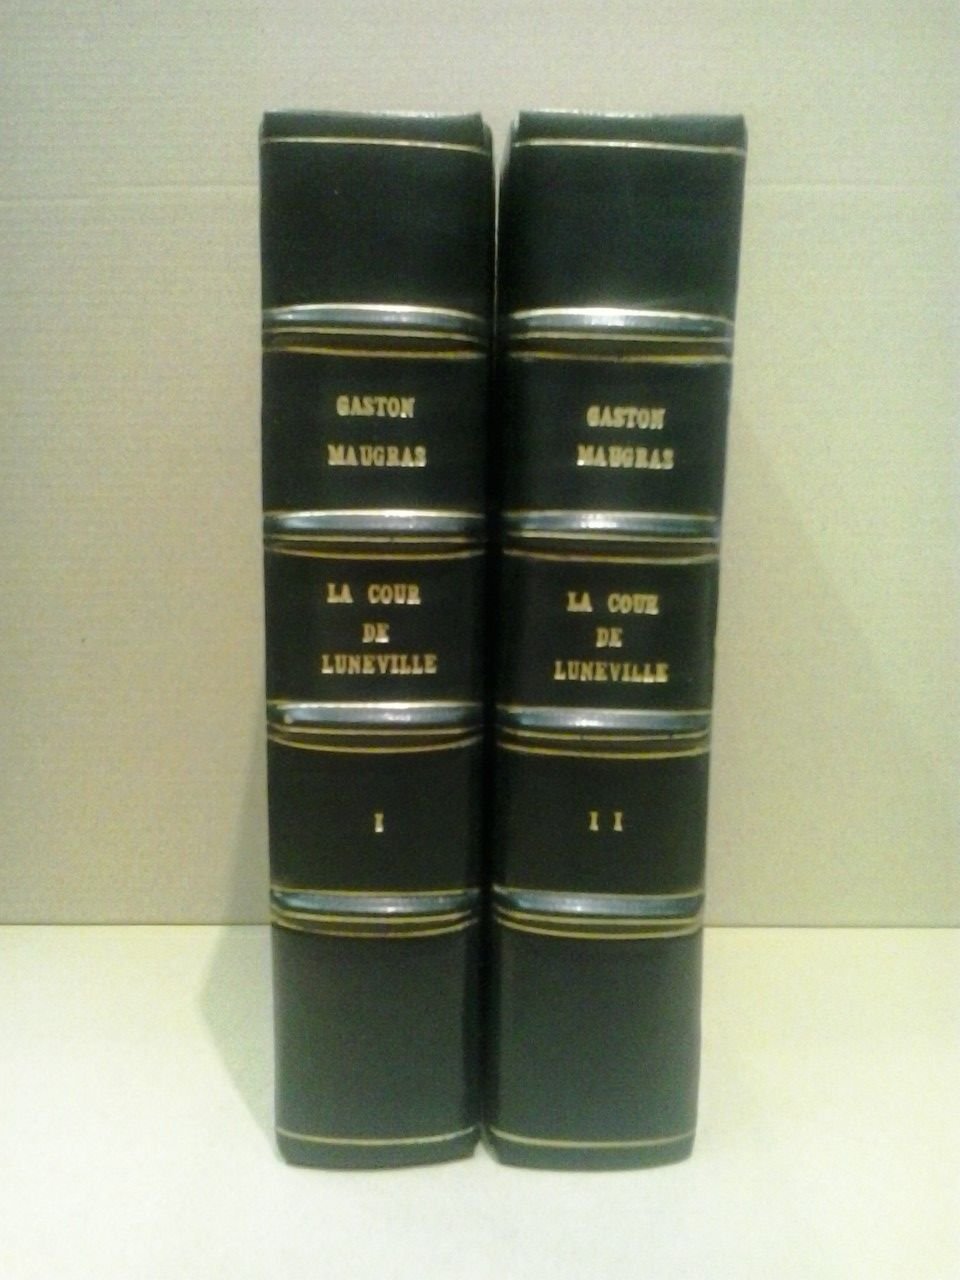 GASTON
MAUGRAS
LA COUR
DE
LUNEVILLE
I
GASTON
MAUGRAS
LA COUR
DE
LUNEVILLE
I I